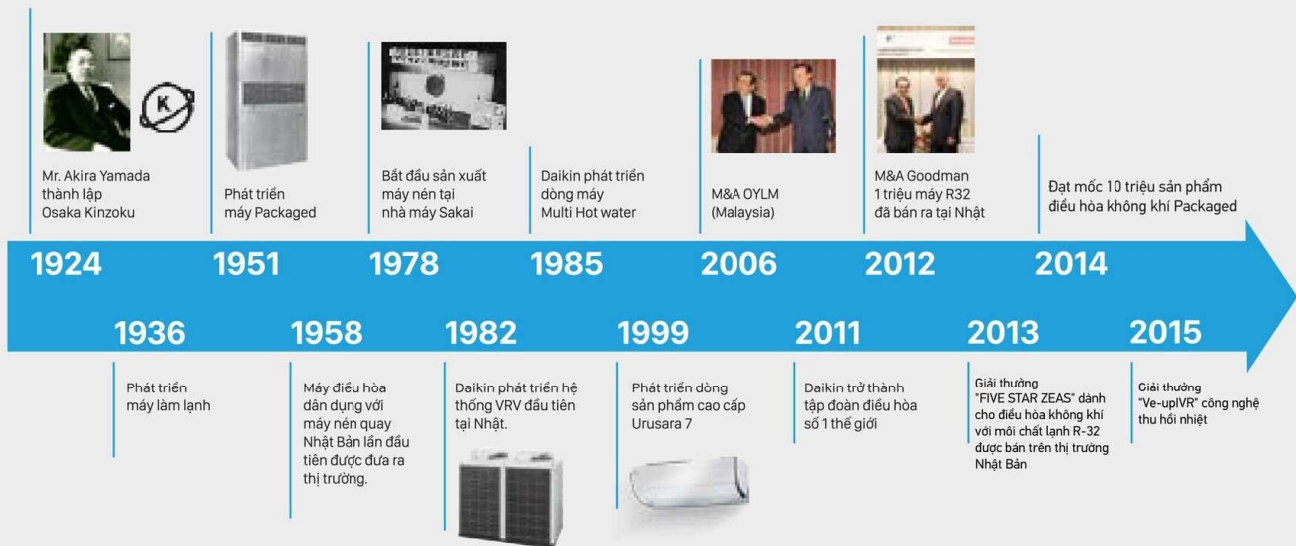 K
Mr. Akira Yamada
thành lập
Osaka Kinzoku
Phát triển
máy Packaged
Bắt đầu sản xuất
máy nén tại
nhà máy Sakai
Daikin phát triển
dòng máy
Multi Hot water
M&A OYLM
(Malaysia)
M&A Goodman
1 triệu máy R32
đã bán ra tại Nhật
Đạt mốc 10 triệu sản phẩm
điều hòa không khí Packaged
1924
1951
1978
1985
2006
2012
2014
1936
1958
1982
1999
2011
2013
2015
Phát triển
máy làm lạnh
Máy điều hòa
dân dụng với
máy nén quay
Nhật Bản lần đầu
tiên được đưa ra
thị trường.
Daikin phát triển hệ
thống VRV đầu tiên
tại Nhật.
Phát triển dòng
sản phẩm cao cấp
Urusara 7
Daikin trở thành
tập đoàn điều hòa
số 1 thế giới
Giải thưởng
"FIVE STAR ZEAS" dành
cho điều hòa không khí
với môi chất lạnh R-32
được bán trên thị trường
Nhật Bản
Giải thưởng
"Ve-upIVR" công nghệ
thu hồi nhiệt